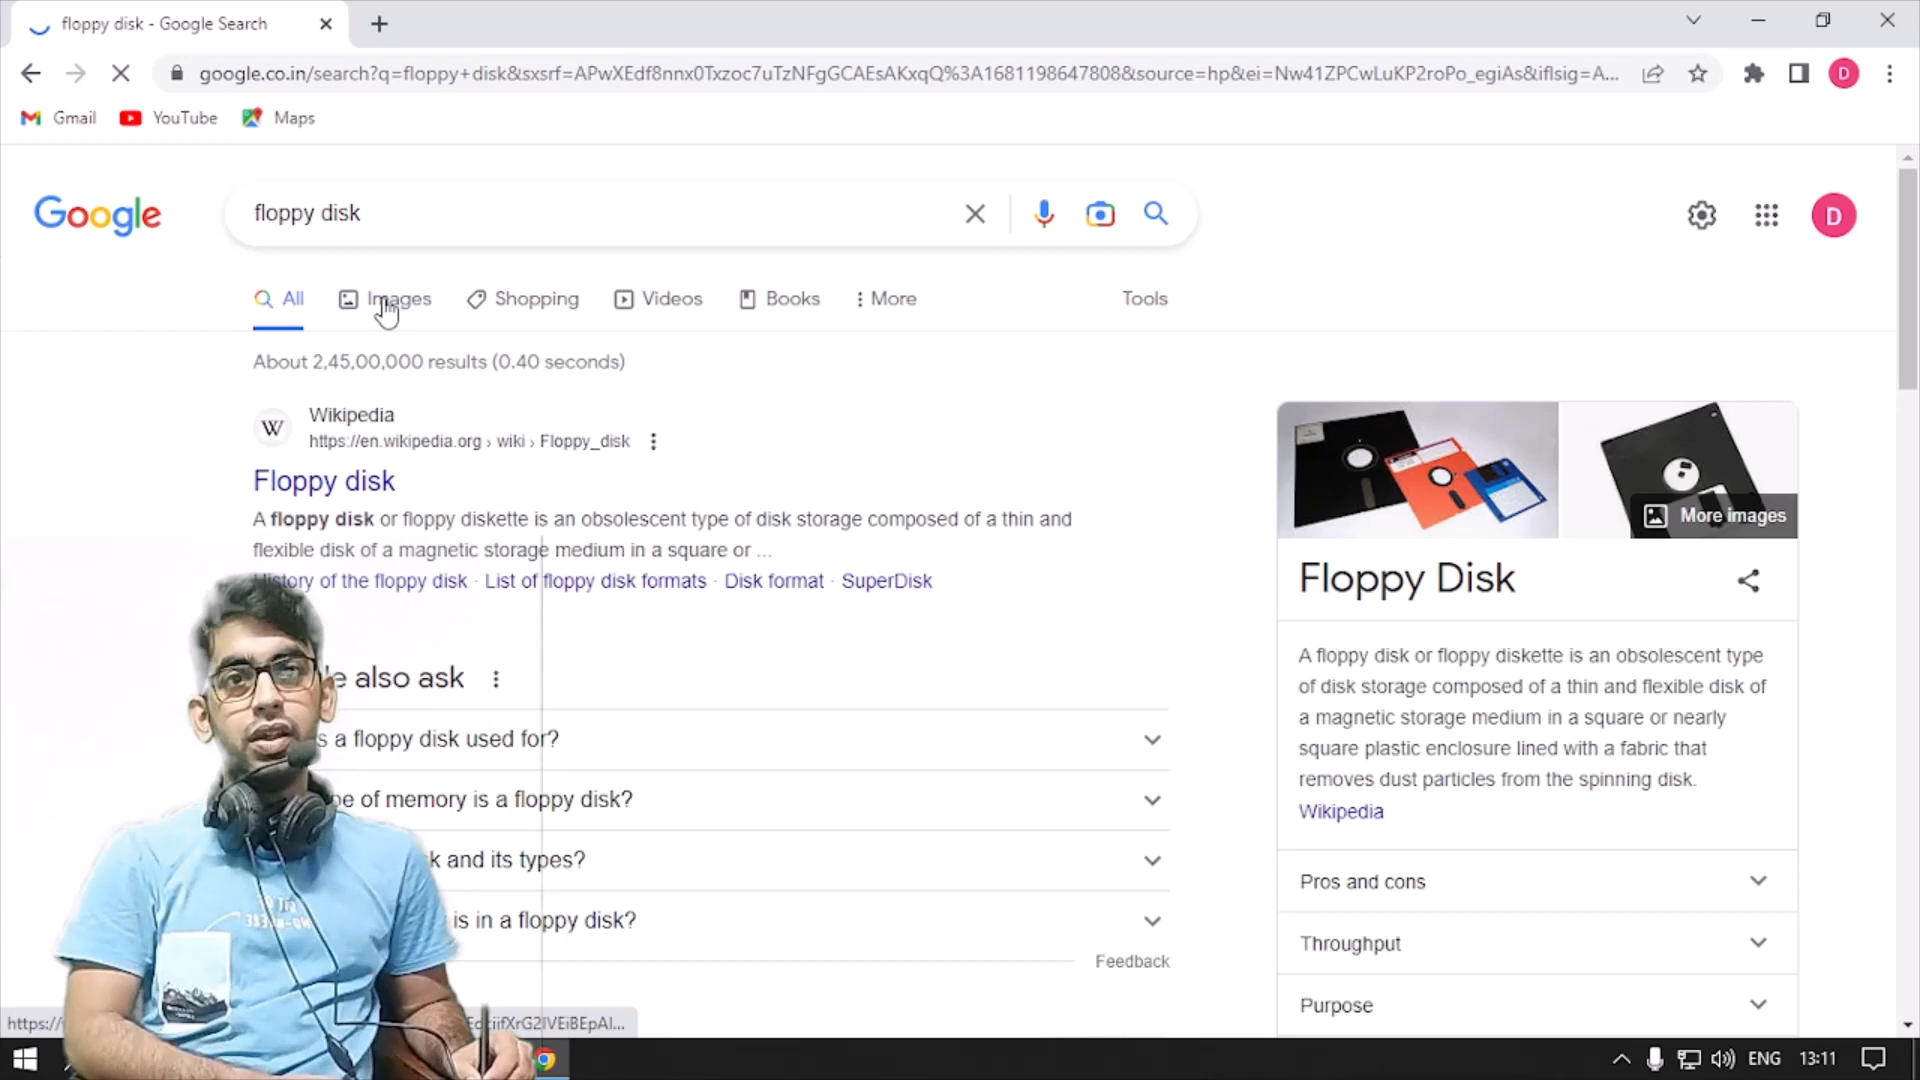 floppy disk - Google Search
google.co.in/search?q=floppy+disk&sxsrf=APwXEdf8nnx0Txzoc7uTzNFgGCAEsAKxqQ%3A1681198647808&source=hp&ei=Nw41ZPCwLuKP2roPo_egiAs&iflsig=A...
D
Gmail
YouTube
Maps
Google
floppy disk
D
All
Images
Shopping
Videos
Books
More
Tools
About 2,45,00,000 results (0.40 seconds)
W
Wikipedia
https://en.wikipedia.org › wiki › Floppy_disk
Floppy disk
A floppy disk or floppy diskette is an obsolescent type of disk storage composed of a thin and
flexible disk of a magnetic storage medium in a square or ...
istory of the floppy disk · List of floppy disk formats · Disk format · SuperDisk
le also ask
s a floppy disk used for?
pe of memory is a floppy disk?
k and its types?
is in a floppy disk?
Feedback
More images
Floppy Disk
A floppy disk or floppy diskette is an obsolescent type
of disk storage composed of a thin and flexible disk of
a magnetic storage medium in a square or nearly
square plastic enclosure lined with a fabric that
removes dust particles from the spinning disk.
Wikipedia
Pros and cons
Throughput
Purpose
https://
ENG
13:11